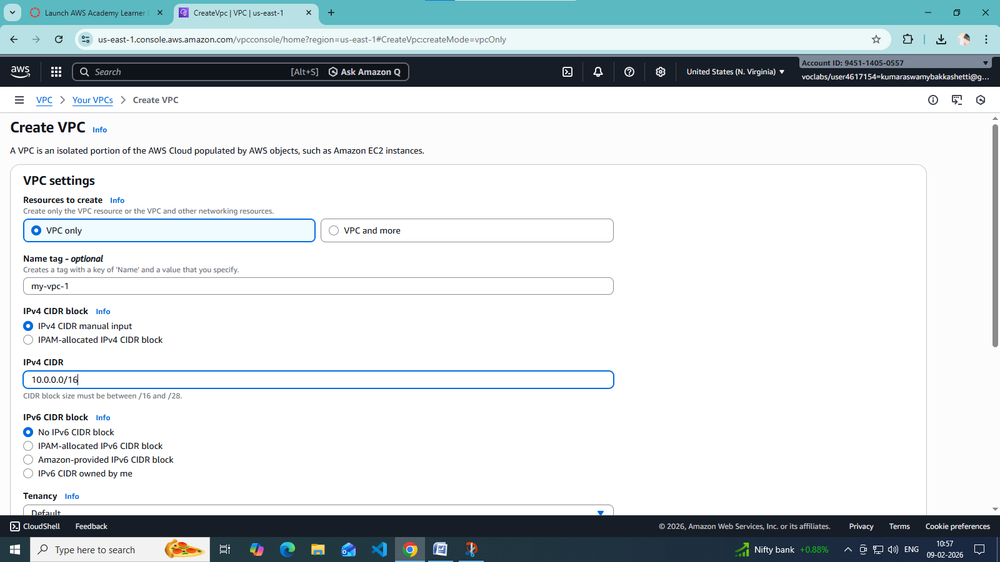 Launch AWS Academy Learner
CreateVpc | VPC | us-east-1
us-east-1.console.aws.amazon.com/vpcconsole/home?region=us-east-1#CreateVpc:createMode=vpcOnly
aws
Search [Alt+S] Ask Amazon Q
United States (N. Virginia)
Account ID: 9451-1405-0557
voclabs/user4617154=kumaraswamybakkashetti@g...
VPC Your VPCs Create VPC
Create VPC Info
A VPC is an isolated portion of the AWS Cloud populated by AWS objects, such as Amazon EC2 instances.
VPC settings
Resources to create Info
Create only the VPC resource or the VPC and other networking resources.
VPC only VPC and more
Name tag - optional
Creates a tag with a key of 'Name' and a value that you specify.
my-vpc-1
IPv4 CIDR block Info
IPv4 CIDR manual input
IPAM-allocated IPv4 CIDR block
IPv4 CIDR
10.0.0.0/16
CIDR block size must be between /16 and /28.
IPv6 CIDR block Info
No IPv6 CIDR block
IPAM-allocated IPv6 CIDR block
Amazon-provided IPv6 CIDR block
IPv6 CIDR owned by me
Tenancy Info
Default
CloudShell Feedback © 2026, Amazon Web Services, Inc. or its affiliates. Privacy Terms Cookie preferences
Type here to search
Nifty bank +0.88%
ENG
10:57
09-02-2026